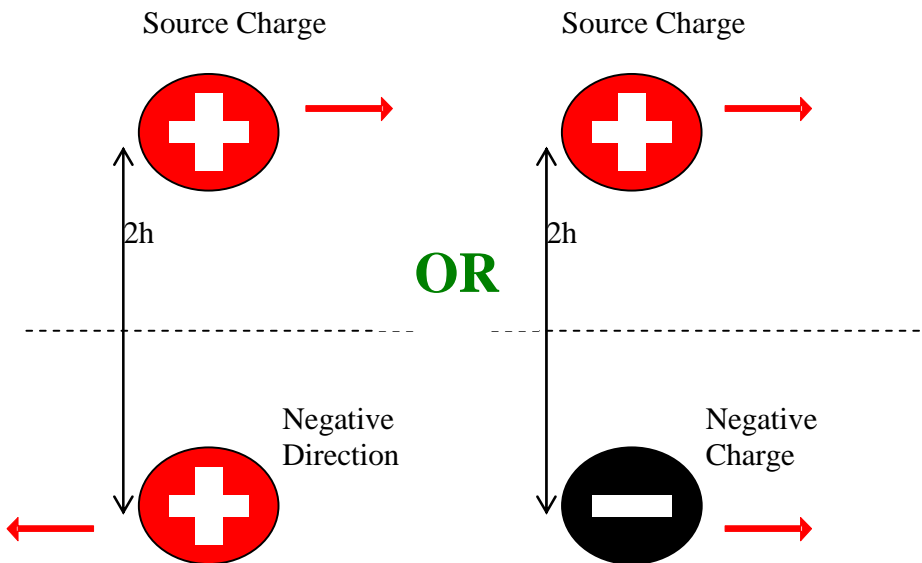 Source Charge
Source Charge
2h
2h
OR
Negative
Direction
Negative
Charge